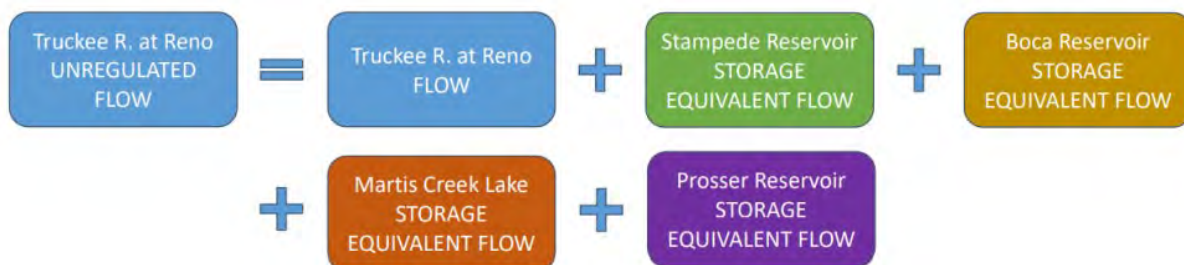 Truckee R. at Reno
UNREGULATED
FLOW
=
Truckee R. at Reno
FLOW
+
Stampede Reservoir
STORAGE
EQUIVALENT FLOW
+
Boca Reservoir
STORAGE
EQUIVALENT FLOW
+
Martis Creek Lake
STORAGE
EQUIVALENT FLOW
+
Prosser Reservoir
STORAGE
EQUIVALENT FLOW